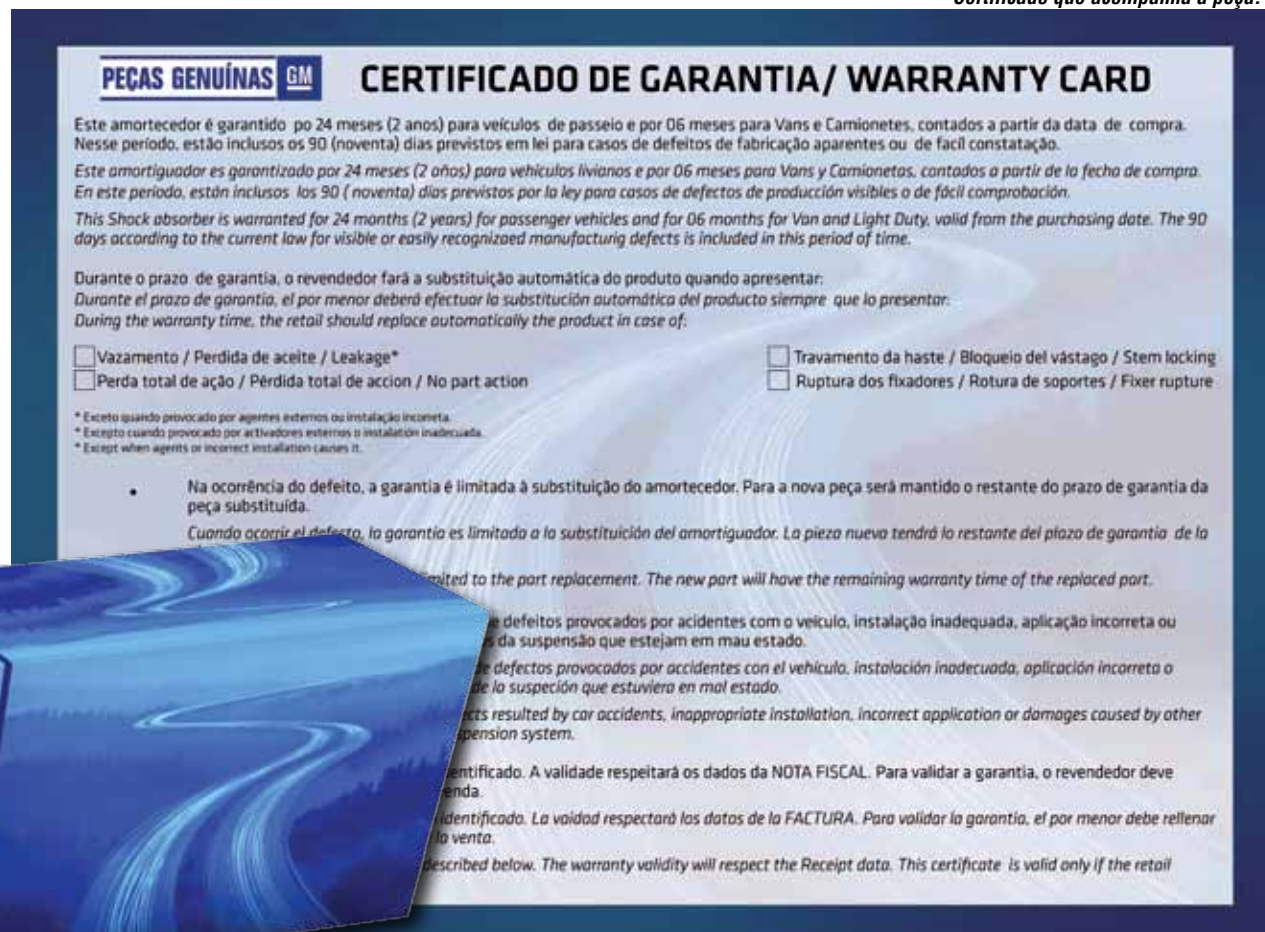 Certificado que acompanha a peça.
PEÇAS GENUÍNAS GM
CERTIFICADO DE GARANTIA/ WARRANTY CARD
Este amortecedor é garantido po 24 meses (2 anos) para veículos de passeio e por 06 meses para Vans e Camionetes, contados a partir da data de compra.
Nesse período, estão inclusos os 90 (noventa) dias previstos em lei para casos de defeitos de fabricação aparentes ou de facíl constatação.
Este amortiguador es garantizado por 24 meses (2 años) para vehículos livianos e por 06 meses para Vans y Camionetas, contados a partir de la fecha de compra.
En este periodo, están inclusos los 90 ( noventa) días previstos por la ley para casos de defectos de producción visibles o de fácil comprobación.
This Shock absorber is warranted for 24 months (2 years) for passenger vehicles and for 06 months for Van and Light Duty, valid from the purchasing date. The 90
days according to the current law for visible or easily recognizaed manufacturig defects is included in this period of time.
Durante o prazo de garantia, o revendedor fará a substituição automática do produto quando apresentar:
Durante el prazo de garantía, el por menor deberá efectuar la substitución automática del producto siempre que lo presentar:
During the warranty time, the retail should replace automatically the product in case of:
Vazamento / Perdida de aceite / Leakage*
Travamento da haste / Bloqueio del vástago / Stem locking
Perda total de ação / Pérdida total de accion / No part action
Ruptura dos fixadores / Rotura de soportes / Fixer rupture
* Exceto quando provocado por agentes externos ou instalação incorreta.
* Excepto cuando provocado por activadores externos o instalatión inadecuada.
* Except when agents or incorrect installation causes it.
• Na ocorrência do defeito, a garantia é limitada à substituição do amortecedor. Para a nova peça será mantido o restante do prazo de garantia da
peça substituída.
Cuando ocorrir el defecto, la garantía es limitada a la substituición del amortiguador. La pieza nueva tendrá lo restante del plazo de garantia de la
mited to the part replacement. The new part will have the remaining warranty time of the replaced part.
e defeitos provocados por acidentes com o veículo, instalação inadequada, aplicação incorreta ou
s da suspensão que estejam em mau estado.
de defectos provocados por accidentes con el vehículo, instalación inadecuada, aplicación incorreta o
de la suspeción que estuviera en mal estado.
ects resulted by car accidents, inappropriate installation, incorrect application or damages caused by other
pension system.
entificado. A validade respeitará os dados da NOTA FISCAL. Para validar a garantia, o revendedor deve
enda.
identificado. La vaidad respectará los datos de la FACTURA. Para validar la garantía, el por menor debe rellenar
la venta.
described below. The warranty validity will respect the Receipt data. This certificate is valid only if the retail